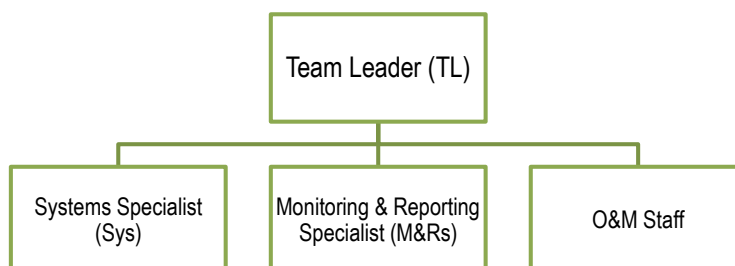 Team Leader (TL)
Systems Specialist
(Sys)
Monitoring & Reporting
Specialist (M&Rs)
O&M Staff